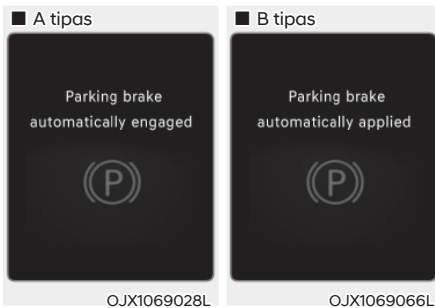 ■ A tipas
Parking brake
automatically engaged
(P)
OJX1069028L
■ B tipas
Parking brake
automatically applied
(P)
OJX1069066L